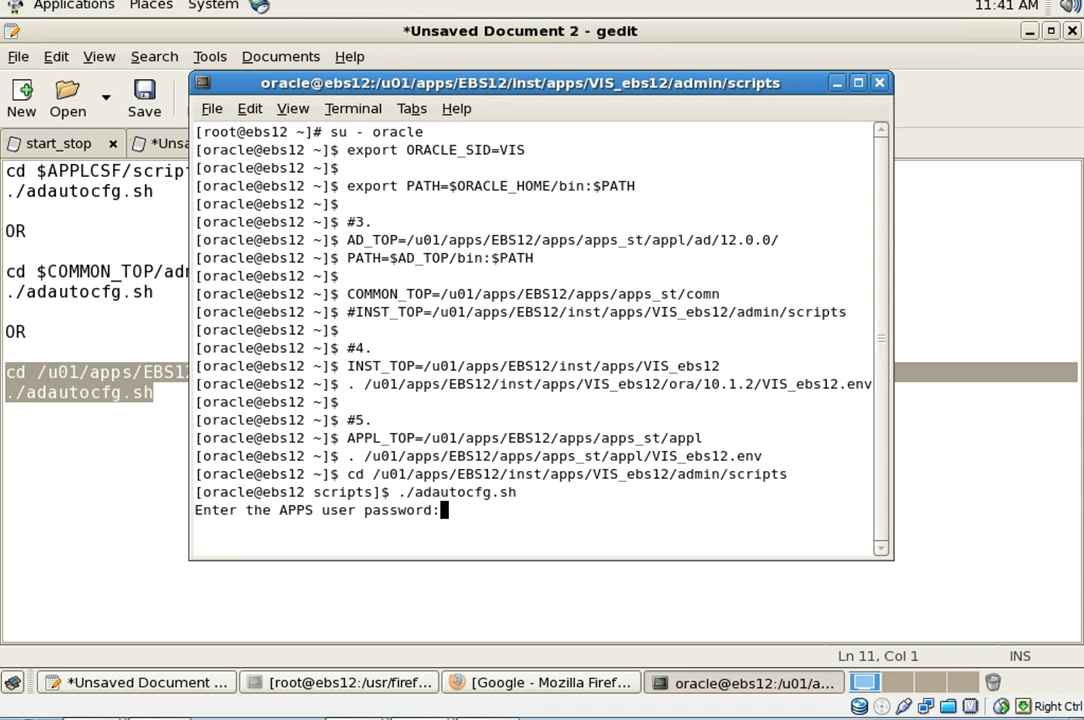 Applications Places System 11:41 AM
*Unsaved Document 2 - gedit
File Edit View Search Tools Documents Help
New Open Save
start_stop
cd $APPLCSF/script
./adautocfg.sh
OR
cd $COMMON_TOP/adm
./adautocfg.sh
OR
cd /u01/apps/EBS12
./adautocfg.sh
oracle@ebs12:/u01/apps/EBS12/inst/apps/VIS_ebs12/admin/scripts
File Edit View Terminal Tabs Help
[root@ebs12 ~]# su - oracle
[oracle@ebs12 ~]$ export ORACLE_SID=VIS
[oracle@ebs12 ~]$
[oracle@ebs12 ~]$ export PATH=$ORACLE_HOME/bin:$PATH
[oracle@ebs12 ~]$
[oracle@ebs12 ~]$ #3.
[oracle@ebs12 ~]$ AD_TOP=/u01/apps/EBS12/apps/apps_st/appl/ad/12.0.0/
[oracle@ebs12 ~]$ PATH=$AD_TOP/bin:$PATH
[oracle@ebs12 ~]$
[oracle@ebs12 ~]$ COMMON_TOP=/u01/apps/EBS12/apps/apps_st/comn
[oracle@ebs12 ~]$ #INST_TOP=/u01/apps/EBS12/inst/apps/VIS_ebs12/admin/scripts
[oracle@ebs12 ~]$
[oracle@ebs12 ~]$ #4.
[oracle@ebs12 ~]$ INST_TOP=/u01/apps/EBS12/inst/apps/VIS_ebs12
[oracle@ebs12 ~]$ . /u01/apps/EBS12/inst/apps/VIS_ebs12/ora/10.1.2/VIS_ebs12.env
[oracle@ebs12 ~]$
[oracle@ebs12 ~]$ #5.
[oracle@ebs12 ~]$ APPL_TOP=/u01/apps/EBS12/apps/apps_st/appl
[oracle@ebs12 ~]$ . /u01/apps/EBS12/apps/apps_st/appl/VIS_ebs12.env
[oracle@ebs12 ~]$ cd /u01/apps/EBS12/inst/apps/VIS_ebs12/admin/scripts
[oracle@ebs12 scripts]$ ./adautocfg.sh
Enter the APPS user password:
Ln 11, Col 1 INS
*Unsaved Document ... [root@ebs12:/usr/firef... [Google - Mozilla Firef... oracle@ebs12:/u01/a...
Right Ctrl